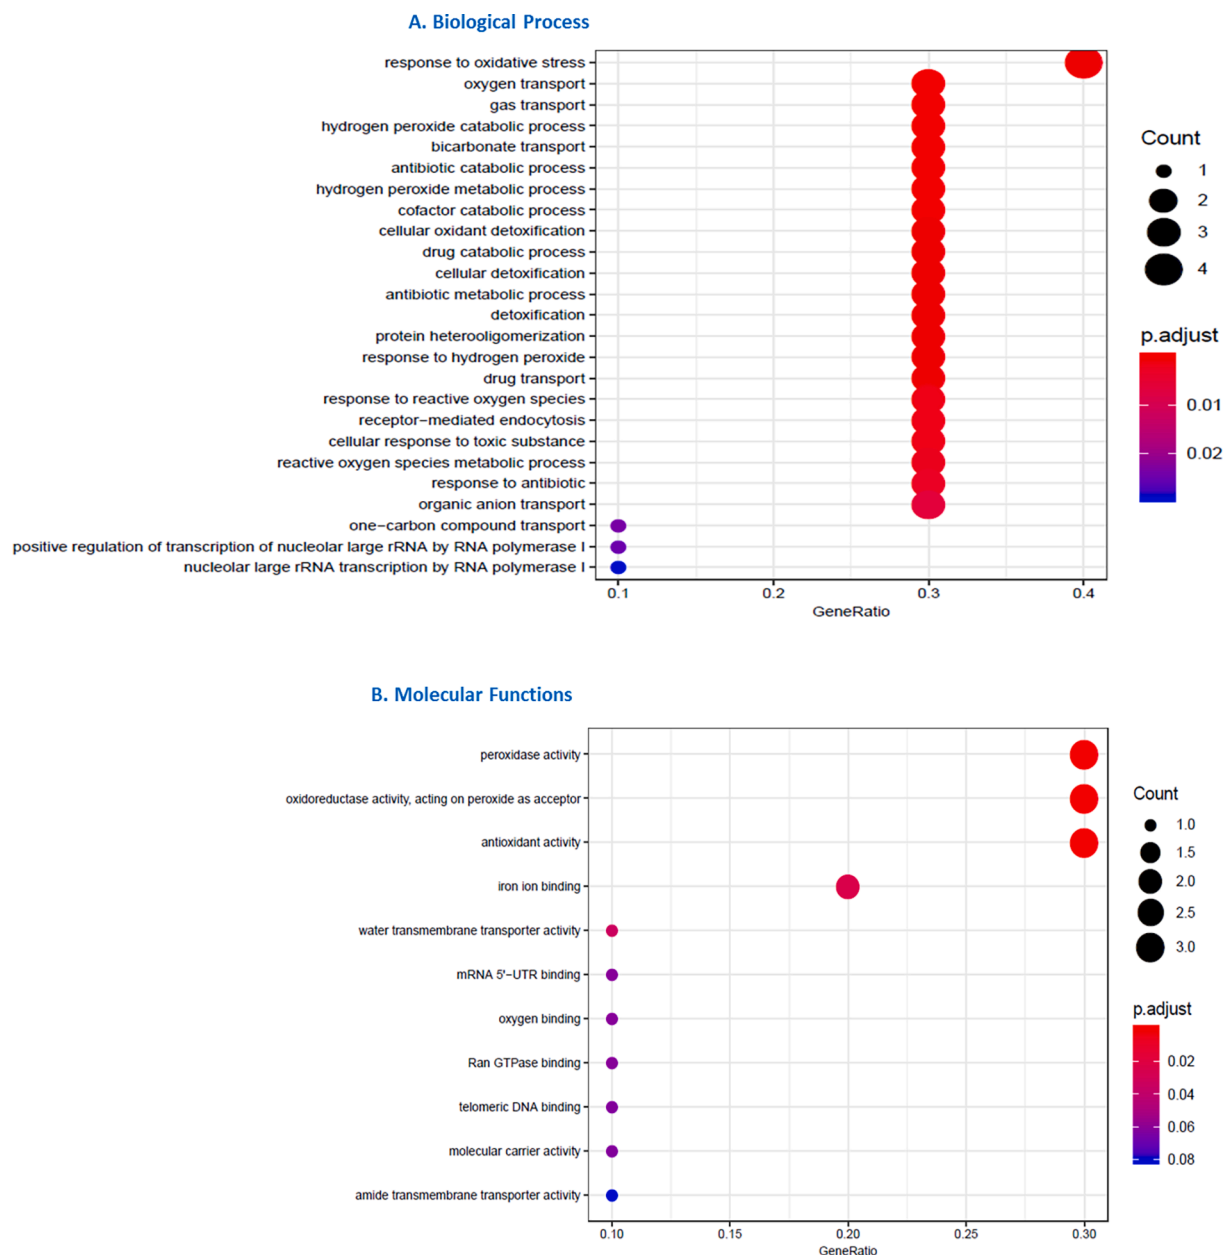 A. Biological Process
response to oxidative stress
oxygen transport
gas transport
hydrogen peroxide catabolic process
bicarbonate transport
antibiotic catabolic process
hydrogen peroxide metabolic process
cofactor catabolic process
cellular oxidant detoxification
drug catabolic process
cellular detoxification
antibiotic metabolic process
detoxification
protein heterooligomerization
response to hydrogen peroxide
drug transport
response to reactive oxygen species
receptor−mediated endocytosis
cellular response to toxic substance
reactive oxygen species metabolic process
response to antibiotic
organic anion transport
one−carbon compound transport
positive regulation of transcription of nucleolar large rRNA by RNA polymerase I
nucleolar large rRNA transcription by RNA polymerase I
0.1 0.2 0.3 0.4
GeneRatio
Count
1
2
3
4
p.adjust
0.01
0.02
B. Molecular Functions
peroxidase activity
oxidoreductase activity, acting on peroxide as acceptor
antioxidant activity
iron ion binding
water transmembrane transporter activity
mRNA 5'−UTR binding
oxygen binding
Ran GTPase binding
telomeric DNA binding
molecular carrier activity
amide transmembrane transporter activity
0.10 0.15 0.20 0.25 0.30
GeneRatio
Count
1.0
1.5
2.0
2.5
3.0
p.adjust
0.02
0.04
0.06
0.08